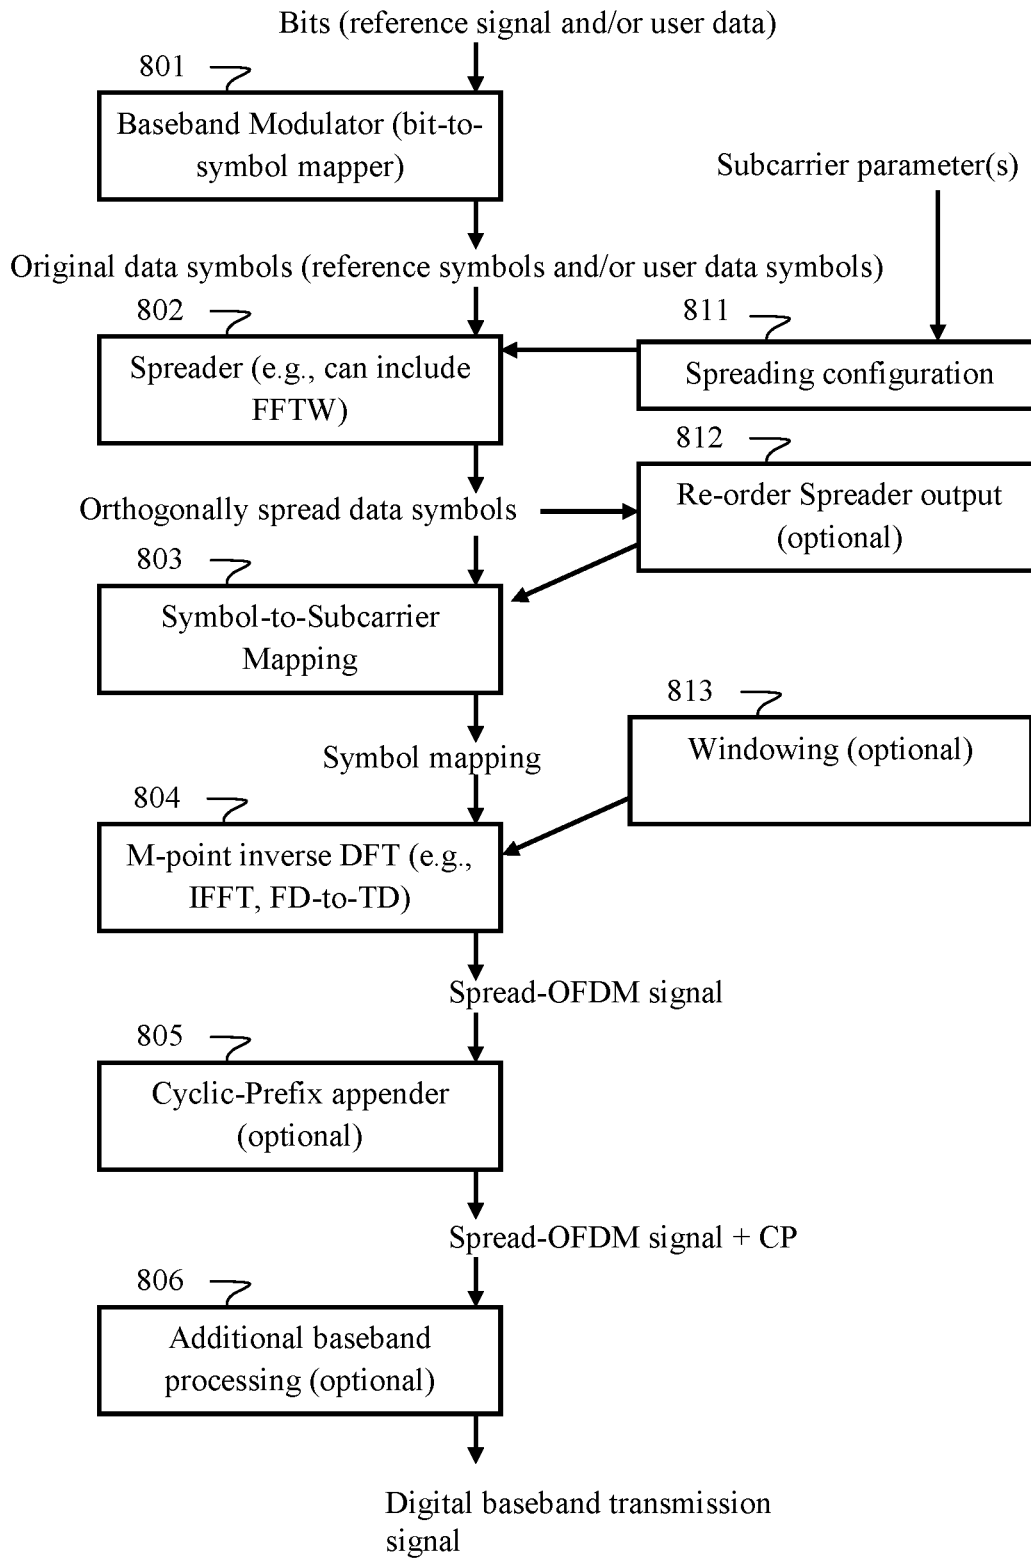 Bits (reference signal and/or user data)
801
Baseband Modulator (bit-to-
symbol mapper)
Subcarrier parameter(s)
Original data symbols (reference symbols and/or user data symbols)
802
811
Spreader (e.g., can include
FFTW)
Spreading configuration
812
Re-order Spreader output
(optional)
Orthogonally spread data symbols
803
Symbol-to-Subcarrier
Mapping
813
Windowing (optional)
Symbol mapping
804
M-point inverse DFT (e.g.,
IFFT, FD-to-TD)
Spread-OFDM signal
805
Cyclic-Prefix appender
(optional)
Spread-OFDM signal + CP
806
Additional baseband
processing (optional)
Digital baseband transmission
signal